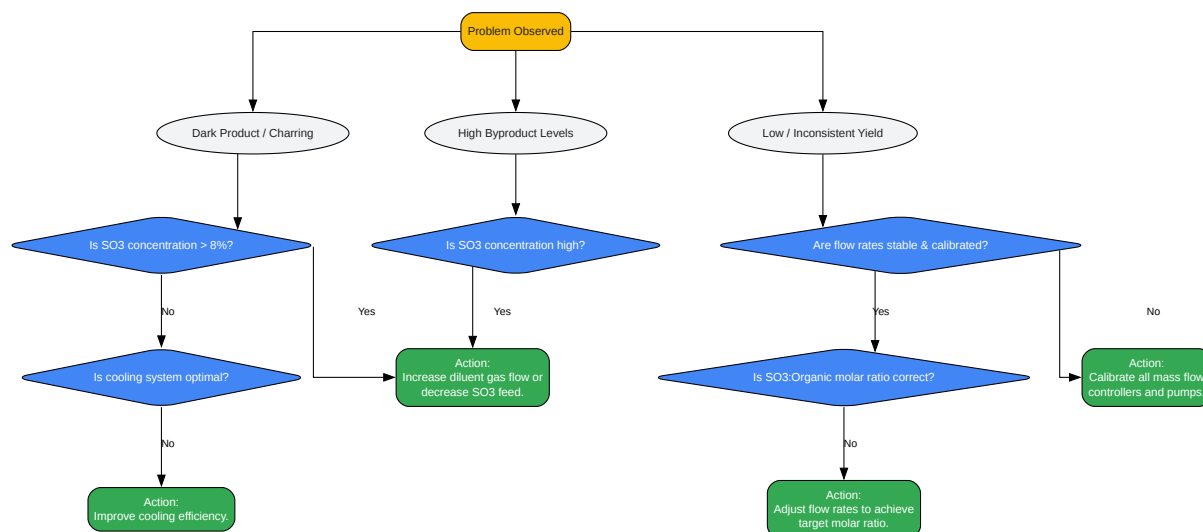 Problem Observed
Dark Product / Charring
High Byproduct Levels
Low / Inconsistent Yield
Is SO3 concentration > 8%?
Is SO3 concentration high?
Are flow rates stable & calibrated?
No
Yes
Yes
Yes
No
Is cooling system optimal?
Action:
Increase diluent gas flow or
decrease SO3 feed.
Is SO3:Organic molar ratio correct?
Action:
Calibrate all mass flow
controllers and pumps.
No
No
Action:
Improve cooling efficiency.
Action:
Adjust flow rates to achieve
target molar ratio.